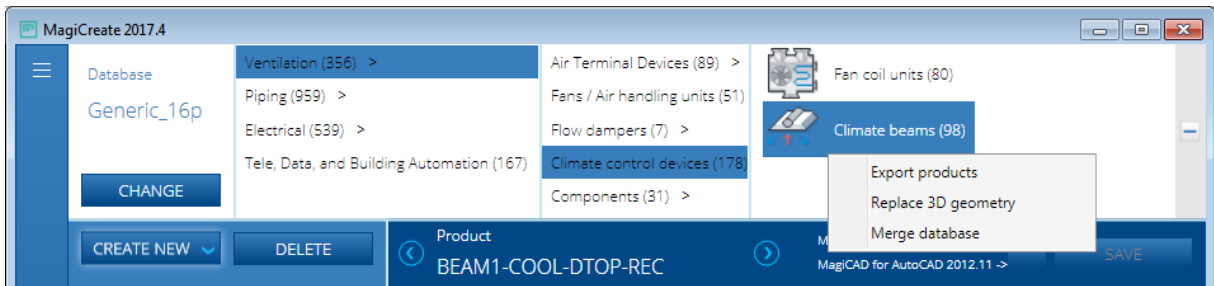 MagiCreate 2017.4
Database
Generic_16p
CHANGE
Ventilation (356) >
Piping (959) >
Electrical (539) >
Tele, Data, and Building Automation (167)
Air Terminal Devices (89) >
Fans / Air handling units (51)
Flow dampers (7) >
Climate control devices (178)
Components (31) >
Fan coil units (80)
Climate beams (98)
Export products
Replace 3D geometry
Merge database
CREATE NEW
DELETE
Product
BEAM1-COOL-DTOP-REC
M
MagiCAD for AutoCAD 2012.11 ->
SAVE